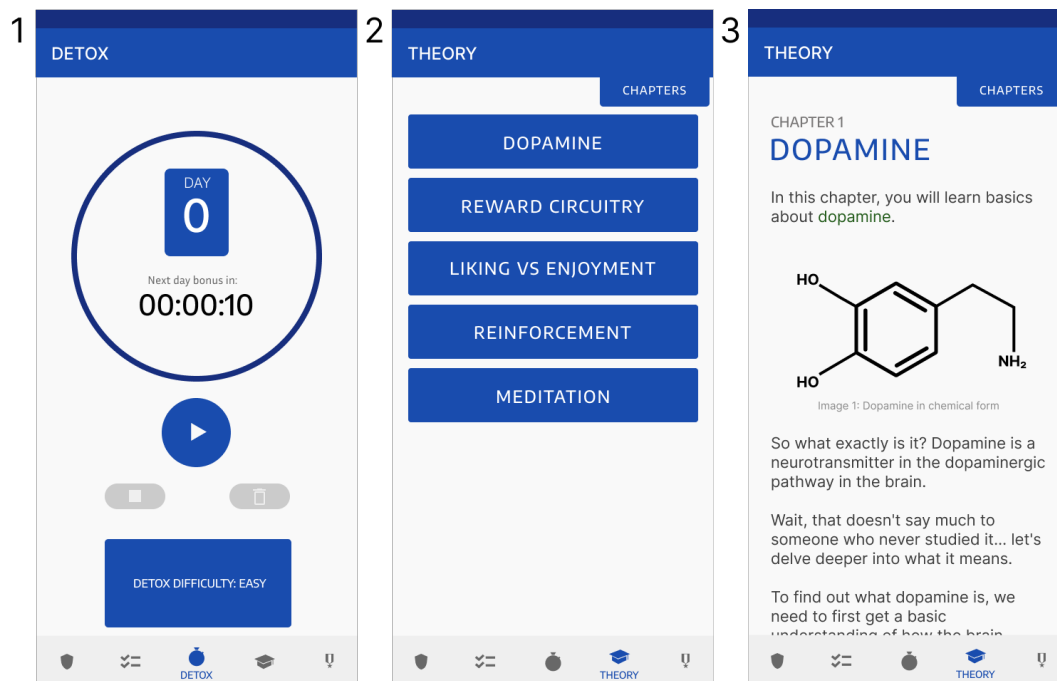 1
DETOX
DAY
0
Next day bonus in:
00:00:10
DETOX DIFFICULTY: EASY
DETOX
2
THEORY
CHAPTERS
DOPAMINE
REWARD CIRCUITRY
LIKING VS ENJOYMENT
REINFORCEMENT
MEDITATION
THEORY
3
THEORY
CHAPTERS
CHAPTER 1
DOPAMINE
In this chapter, you will learn basics
about dopamine.
HO
HO
NH₂
Image 1: Dopamine in chemical form
So what exactly is it? Dopamine is a
neurotransmitter in the dopaminergic
pathway in the brain.
Wait, that doesn't say much to
someone who never studied it... let's
delve deeper into what it means.
To find out what dopamine is, we
need to first get a basic
understanding of how the brain
THEORY